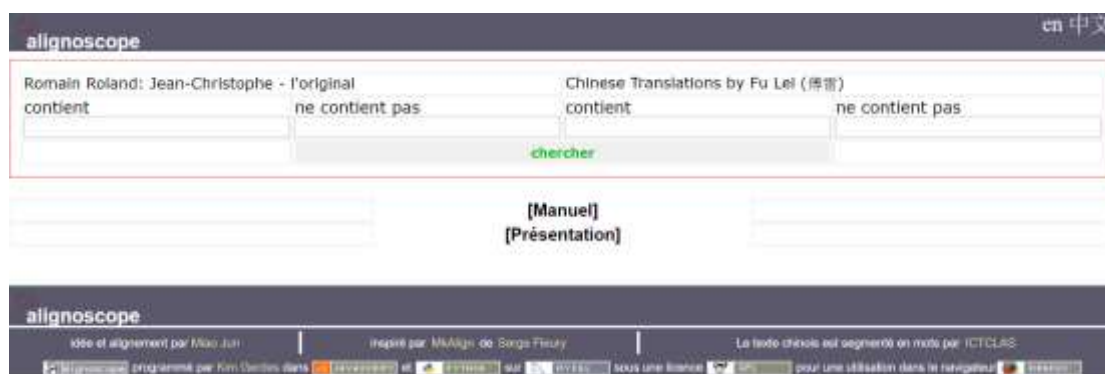 en 中文
alignoscope
Romain Roland: Jean-Christophe - l'original Chinese Translations by Fu Lei (傅雷)
contient ne contient pas contient ne contient pas
chercher
[Manuel]
[Présentation]
alignoscope
idée et alignement par Miao Jun inspiré par MkAlign de Serge Fleury Le texte chinois est segmenté en mots par ICTCLAS
alignoscope programmé par Kim Gerdes dans et sur sous une licence pour une utilisation dans le navigateur